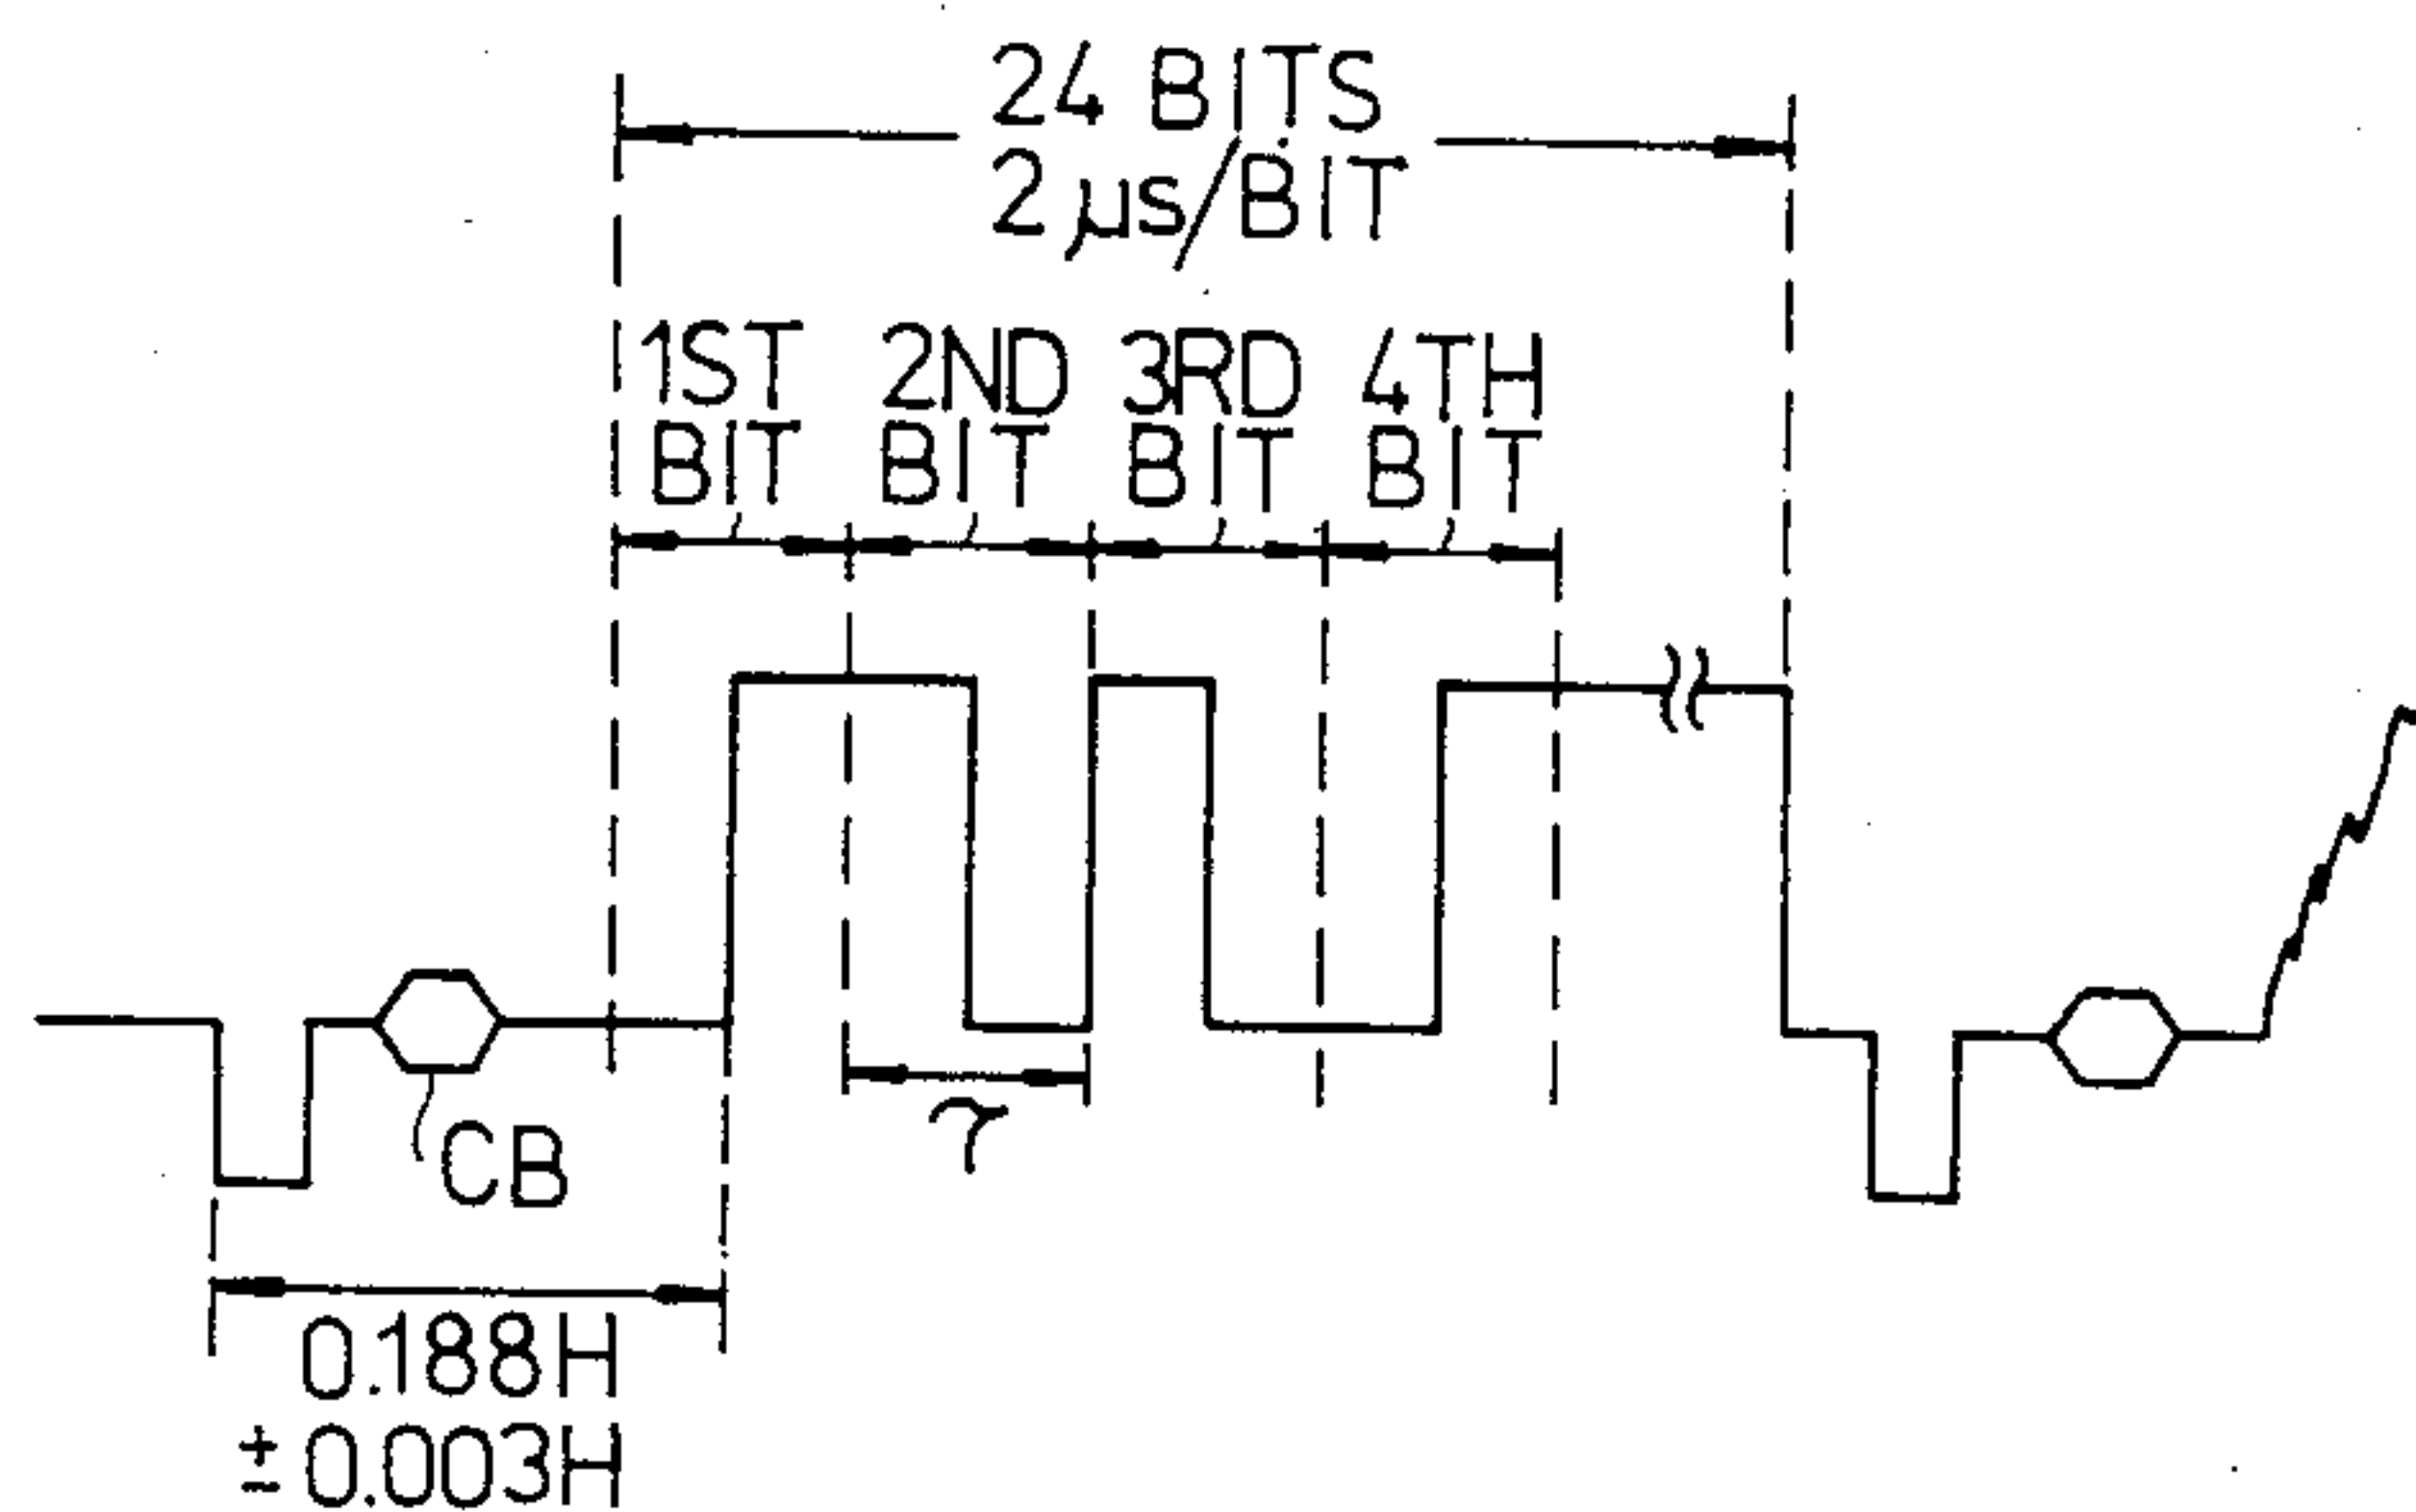 24 BITS
2 μs/BIT
1ST 2ND 3RD 4TH
BIT BIT BIT BIT
τ
CB
0.188H
± 0.003H